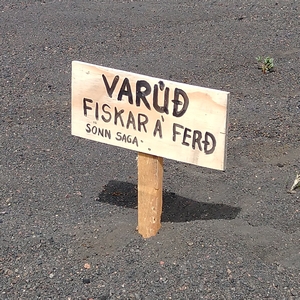 VARÚÐ
FISKAR Á FERÐ
SÖNN SAGA